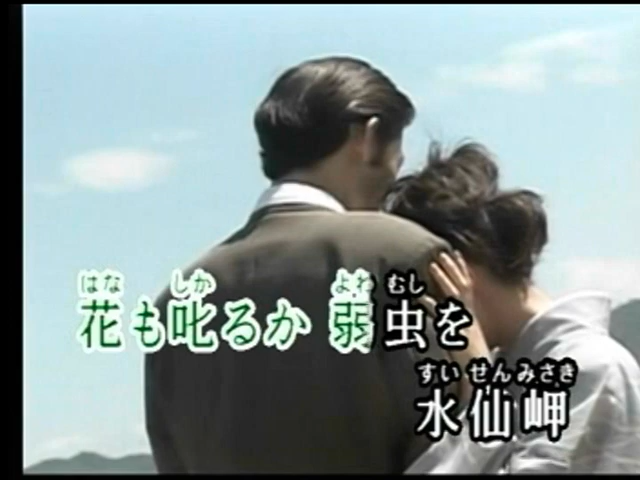 はな しか よわ むし
花も叱るか 弱虫を
すい せん みさき
水仙岬